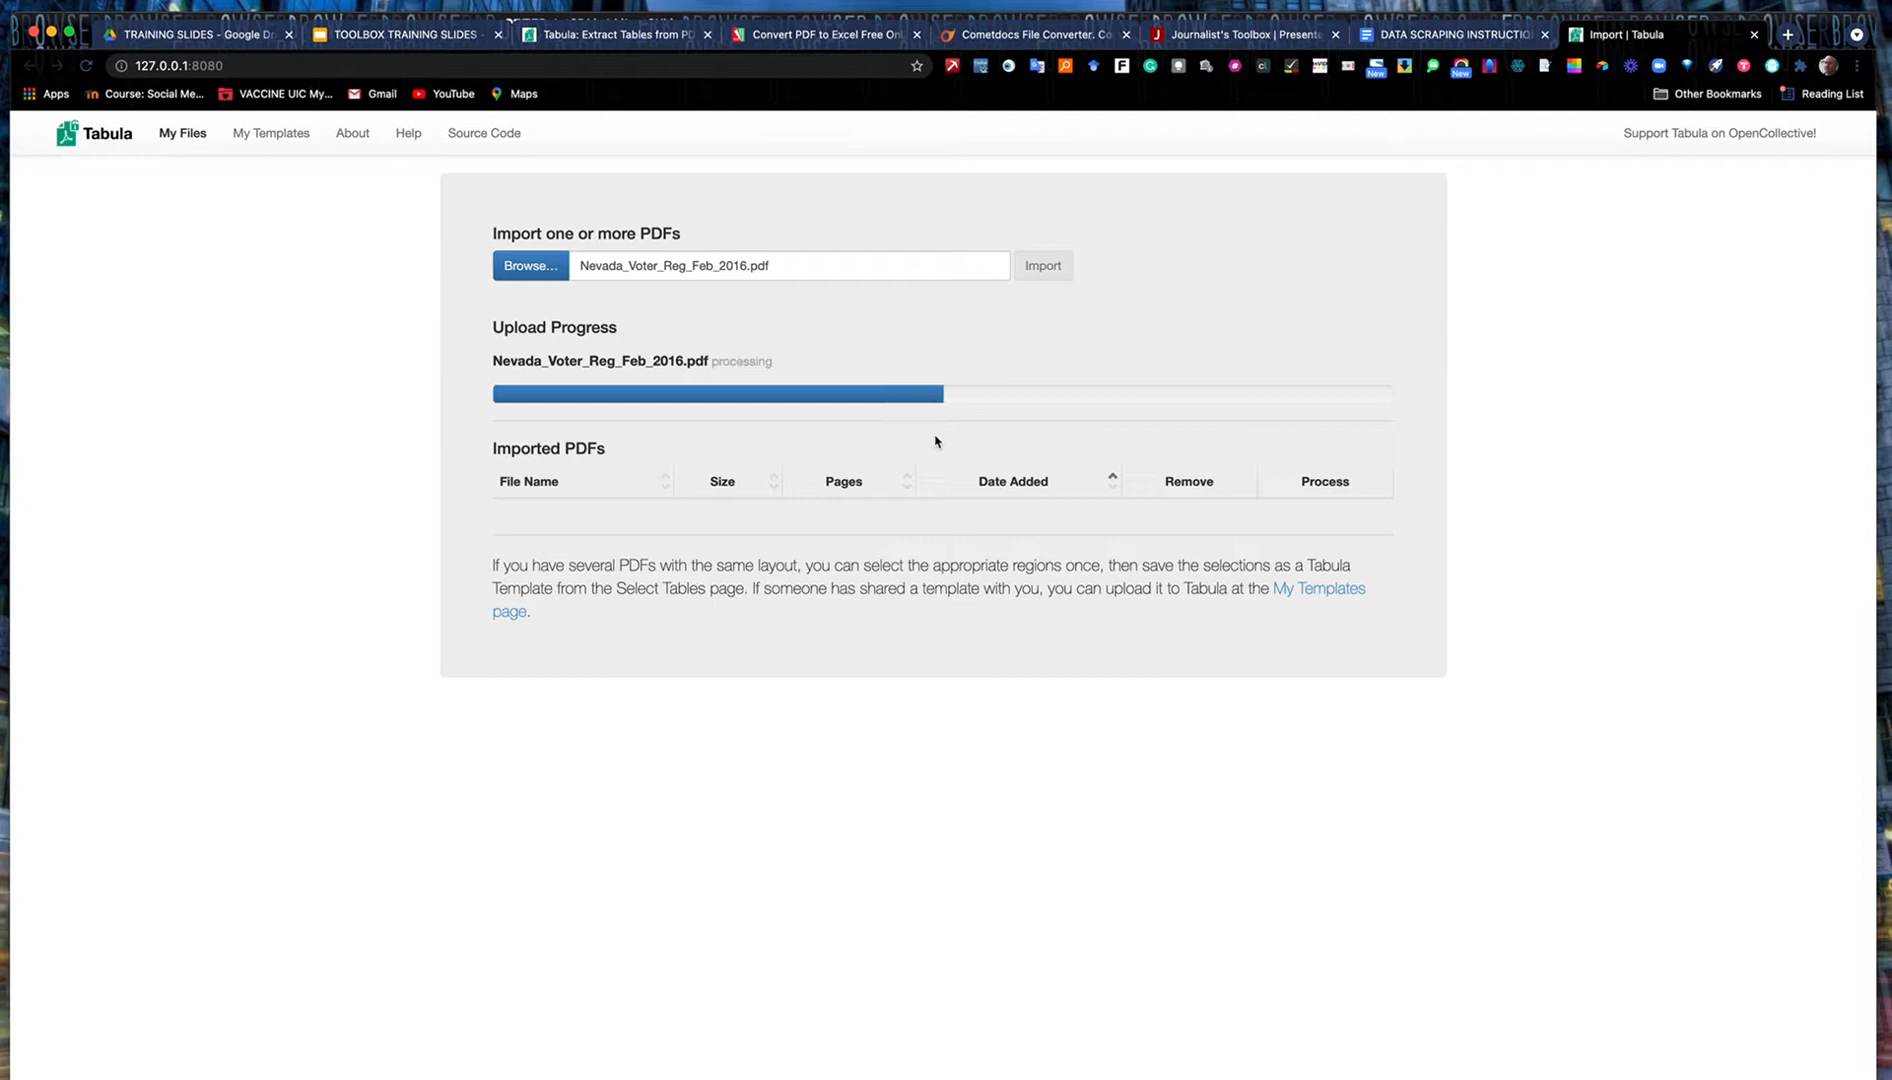 TRAINING SLIDES - Google Dr
TOOLBOX TRAINING SLIDES -
Tabula: Extract Tables from PD
Convert PDF to Excel Free Onl
Cometdocs File Converter. Co
Journalist's Toolbox | Presente
DATA SCRAPING INSTRUCTIO
Import | Tabula
127.0.0.1:8080
New
New
Apps
Course: Social Me...
VACCINE UIC My...
Gmail
YouTube
Maps
Other Bookmarks
Reading List
Tabula
My Files
My Templates
About
Help
Source Code
Support Tabula on OpenCollective!
Import one or more PDFs
Browse...
Nevada_Voter_Reg_Feb_2016.pdf
Import
Upload Progress
Nevada_Voter_Reg_Feb_2016.pdf processing
Imported PDFs
File Name
Size
Pages
Date Added
Remove
Process
If you have several PDFs with the same layout, you can select the appropriate regions once, then save the selections as a Tabula
Template from the Select Tables page. If someone has shared a template with you, you can upload it to Tabula at the My Templates
page.